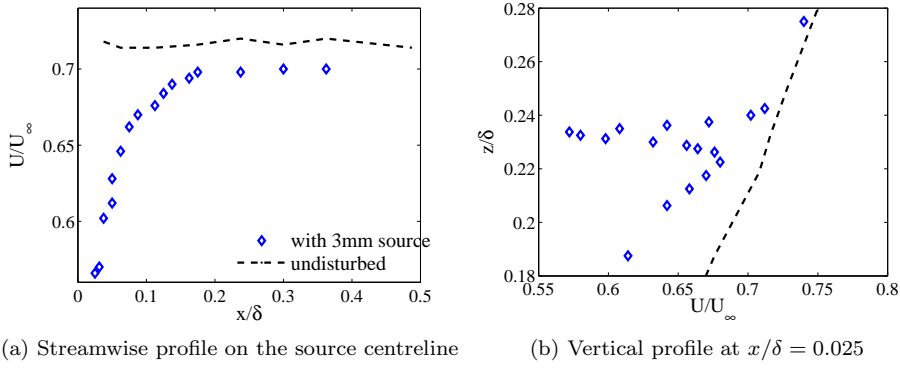 U/U∞
0.7
0.65
0.6
0
0.1
0.2
0.3
0.4
0.5
x/δ
with 3mm source
undisturbed
(a) Streamwise profile on the source centreline
z/δ
0.28
0.26
0.24
0.22
0.2
0.18
0.55
0.6
0.65
0.7
0.75
0.8
U/U∞
(b) Vertical profile at x/δ = 0.025